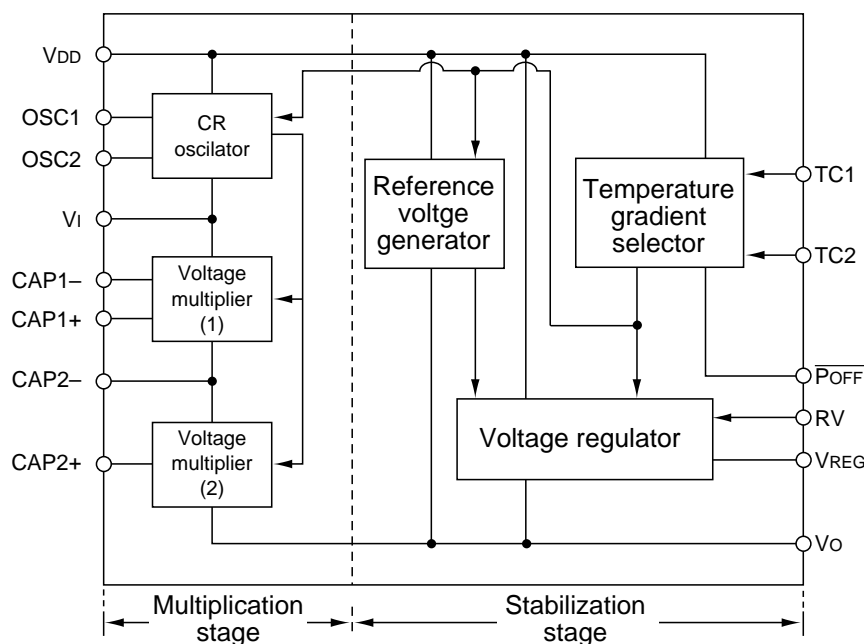 VDD
OSC1
OSC2
VI
CAP1–
CAP1+
CAP2–
CAP2+
CR
oscilator
Voltage
multiplier
(1)
Voltage
multiplier
(2)
Reference
voltge
generator
Temperature
gradient
selector
Voltage regulator
TC1
TC2
POFF
RV
VREG
VO
Multiplication
stage
Stabilization
stage